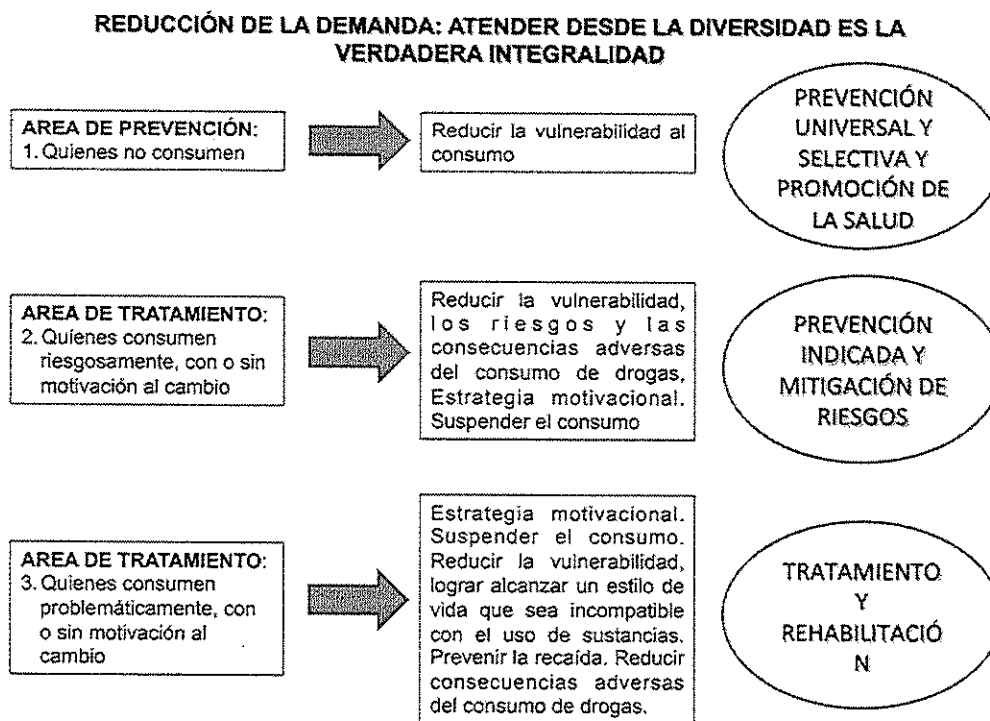 REDUCCIÓN DE LA DEMANDA: ATENDER DESDE LA DIVERSIDAD ES LA
VERDADERA INTEGRALIDAD
AREA DE PREVENCIÓN:
1. Quienes no consumen
Reducir la vulnerabilidad al
consumo
PREVENCIÓN
UNIVERSAL Y
SELECTIVA Y
PROMOCIÓN DE
LA SALUD
AREA DE TRATAMIENTO:
2. Quienes consumen
riesgosamente, con o sin
motivación al cambio
Reducir la vulnerabilidad,
los riesgos y las
consecuencias adversas
del consumo de drogas,
Estrategia motivacional.
Suspender el consumo
PREVENCIÓN
INDICADA Y
MITIGACIÓN DE
RIESGOS
AREA DE TRATAMIENTO:
3. Quienes consumen
problemáticamente, con
o sin motivación al
cambio
Estrategia motivacional.
Suspender el consumo.
Reducir la vulnerabilidad,
lograr alcanzar un estilo de
vida que sea incompatible
con el uso de sustancias.
Prevenir la recaída. Reducir
consecuencias adversas
del consumo de drogas.
TRATAMIENTO
Y
REHABILITACIÓ
N